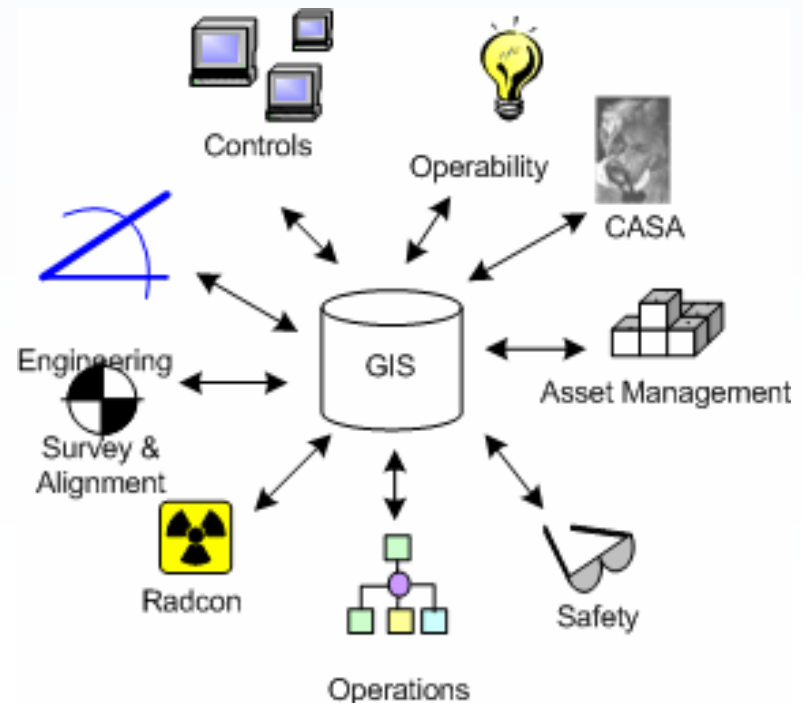 Controls
Operability
CASA
GIS
Engineering
Asset Management
Survey &
Alignment
Radcon
Safety
Operations